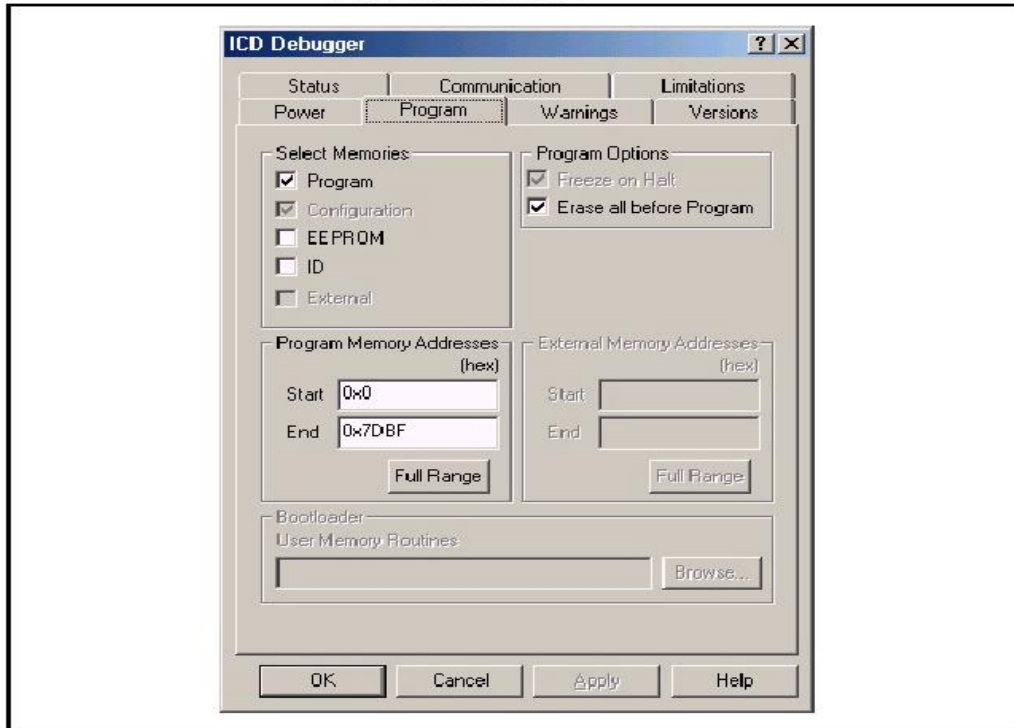 ICD Debugger
Status Communication Limitations
Power Program Warnings Versions
Select Memories
Program
Configuration
EEPROM
ID
External
Program Options
Freeze on Halt
Erase all before Program
Program Memory Addresses
(hex)
Start 0x0
End 0x7DBF
Full Range
External Memory Addresses
(hex)
Start
End
Full Range
Bootloader
User Memory Routines
Browse...
OK Cancel Apply Help